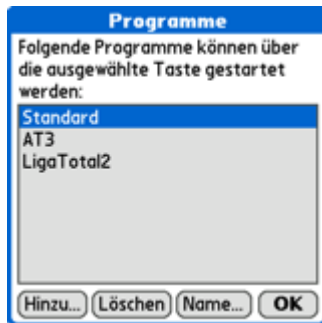 Programme
Folgende Programme können über
die ausgewählte Taste gestartet
werden:
Standard
AT3
LigaTotal2
Hinzu... Löschen Name... OK